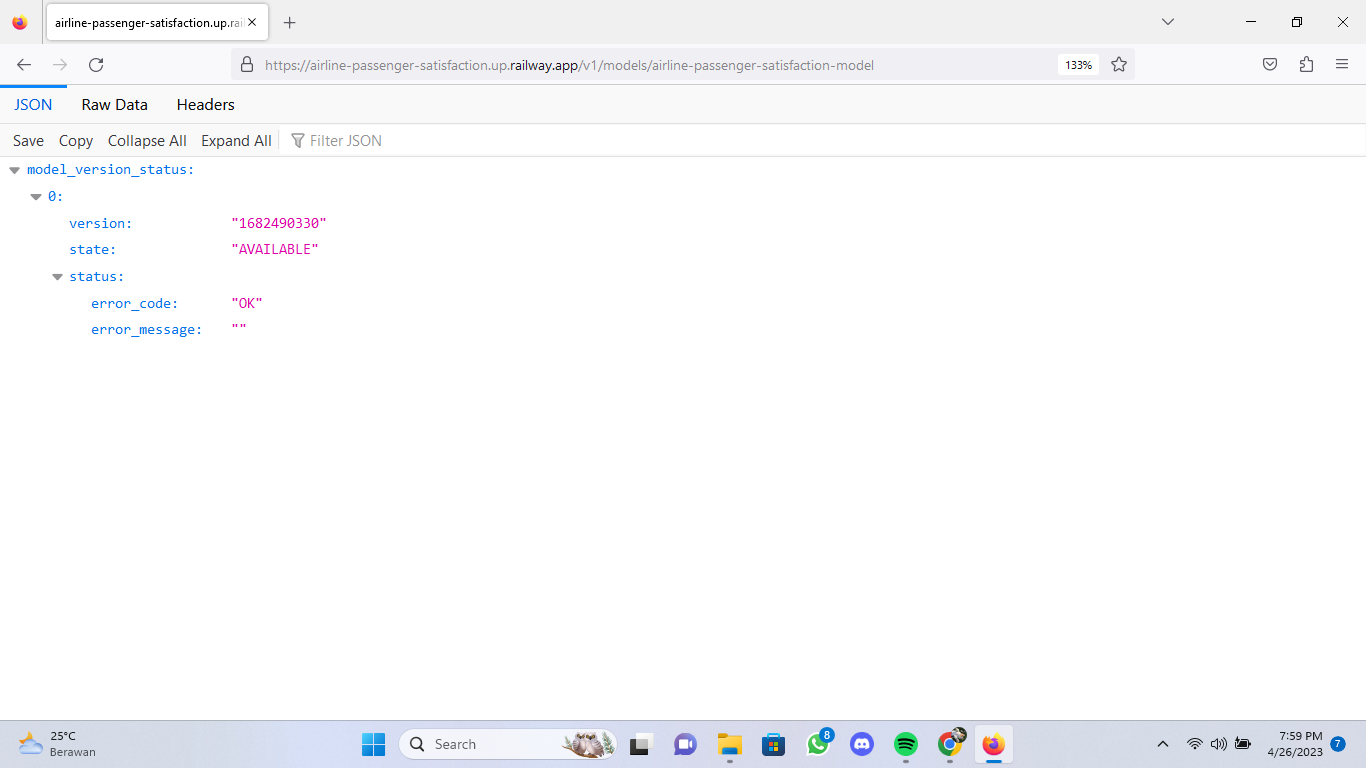 airline-passenger-satisfaction.up.rai
https://airline-passenger-satisfaction.up.railway.app/v1/models/airline-passenger-satisfaction-model
133%
JSON Raw Data Headers
Save Copy Collapse All Expand All Filter JSON
model_version_status:
0:
version: "1682490330"
state: "AVAILABLE"
status:
error_code: "OK"
error_message: ""
25°C
Berawan
Search
8
7:59 PM
4/26/2023
7